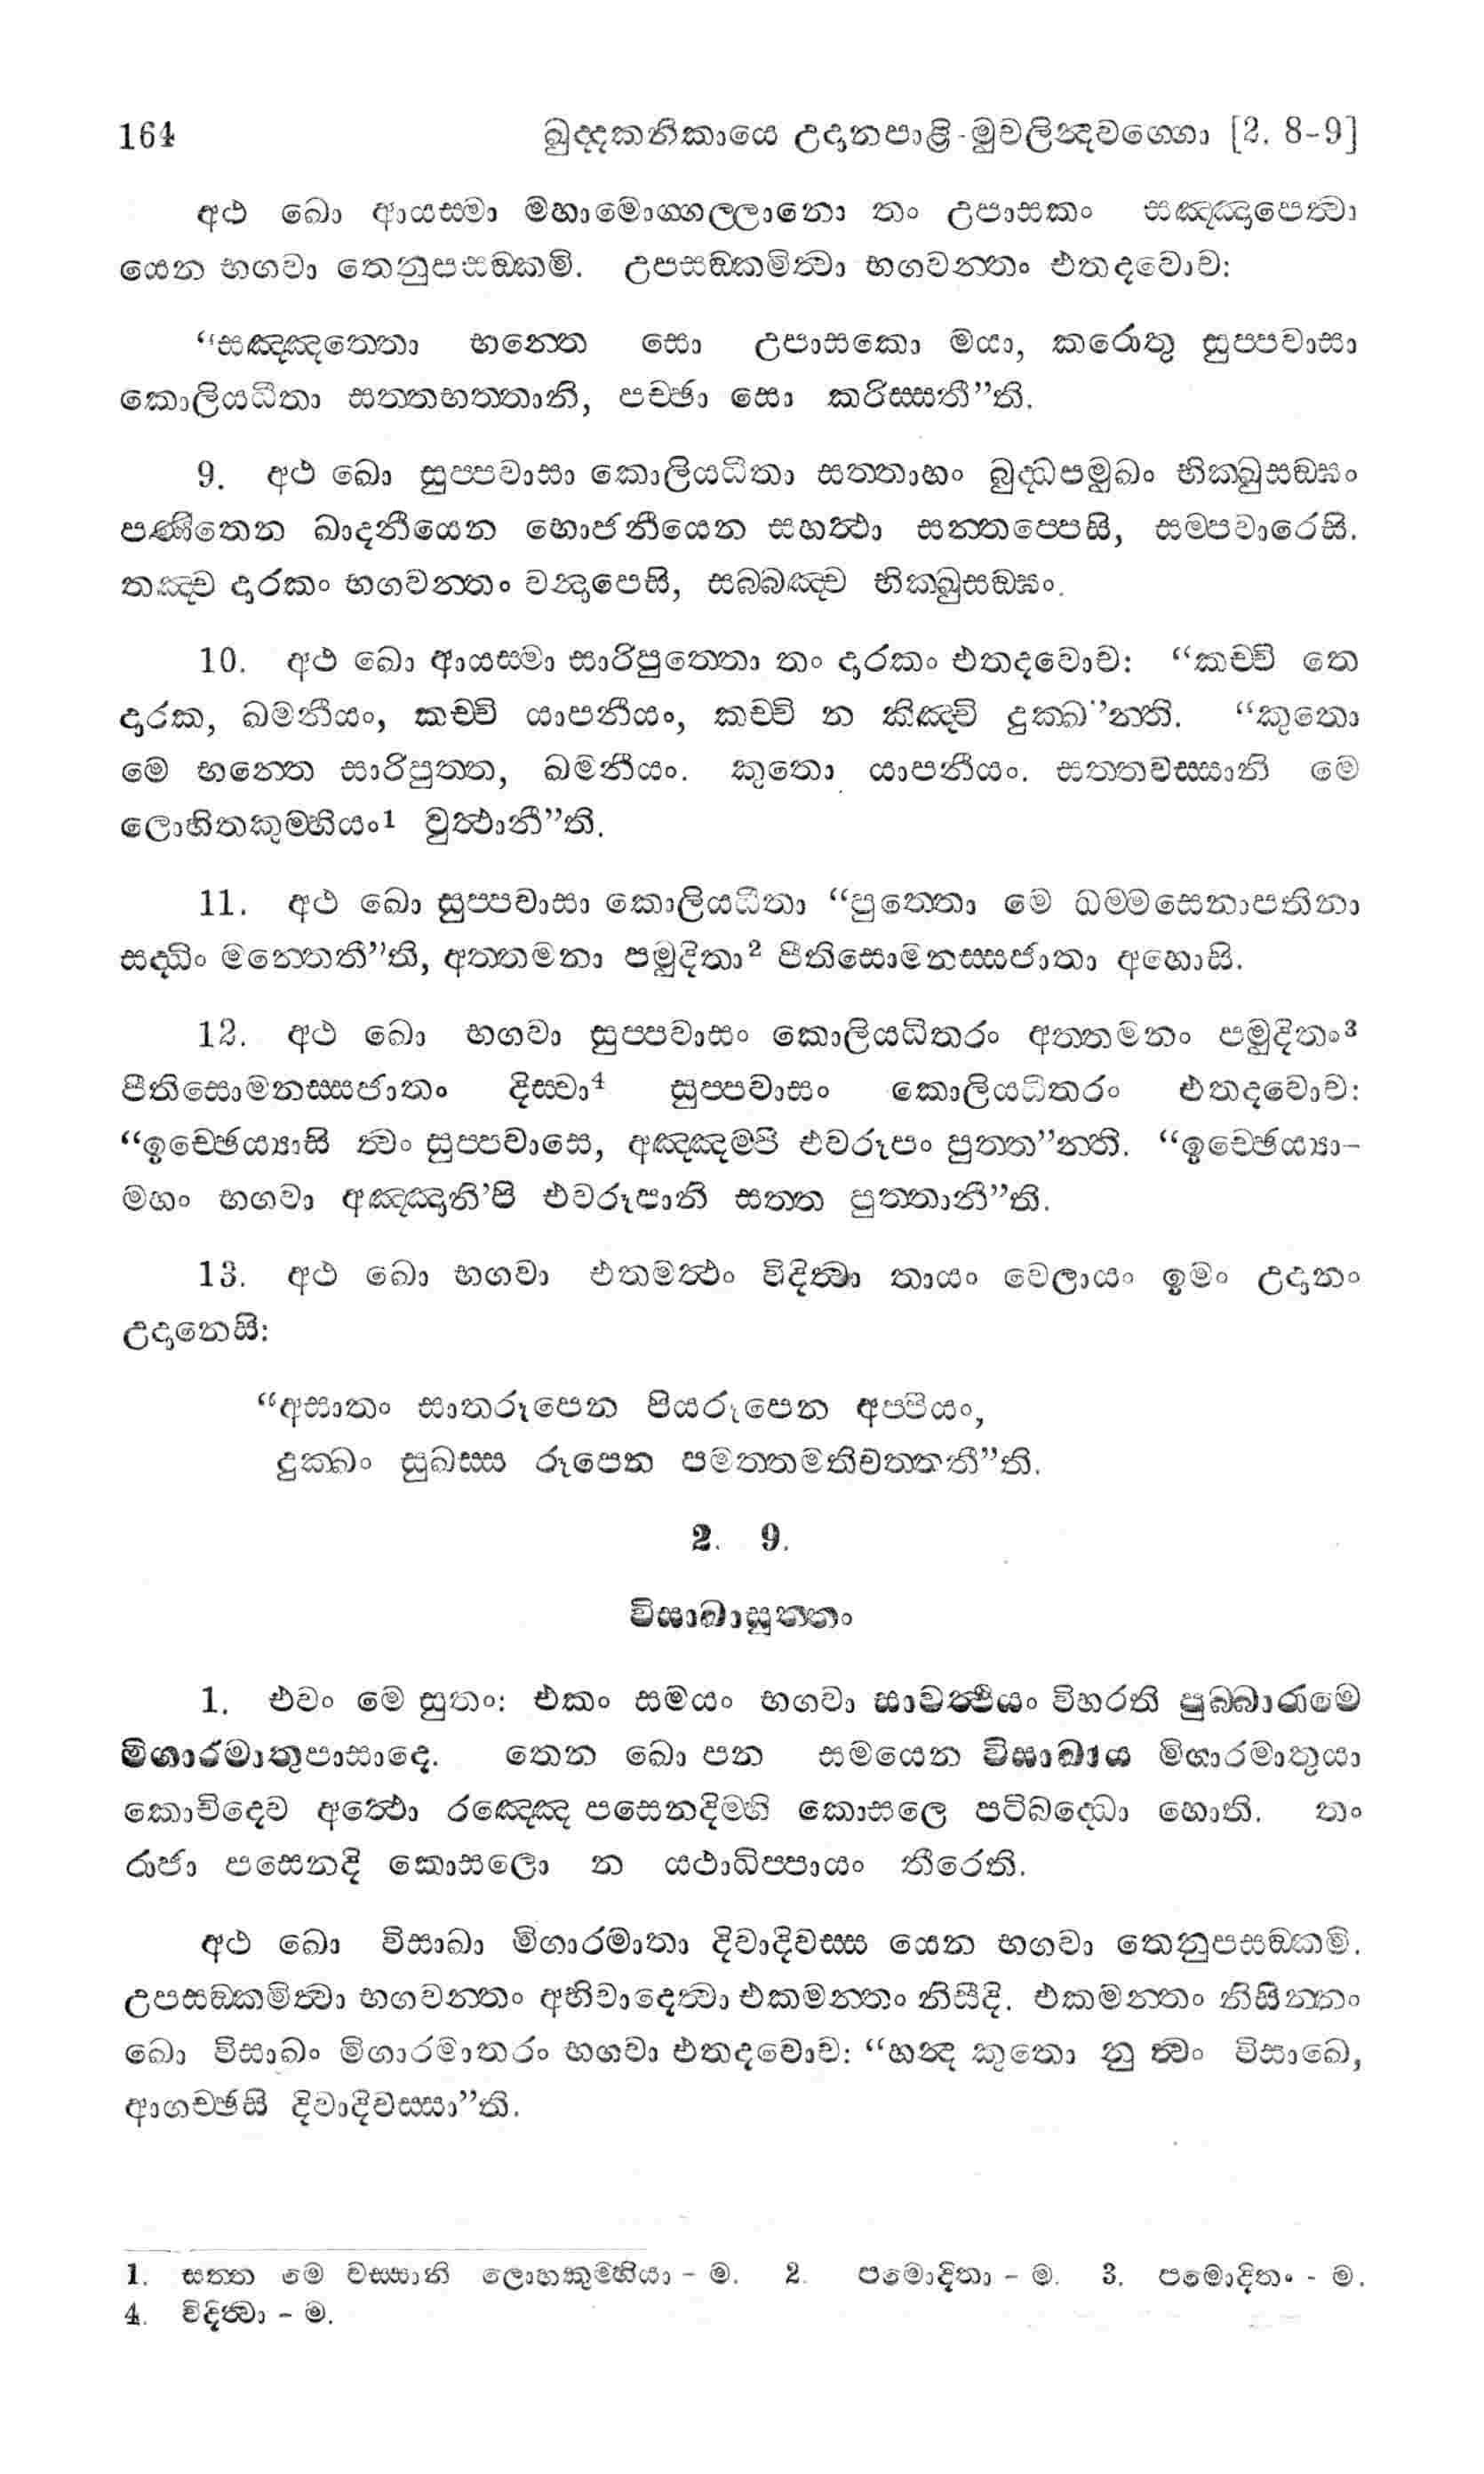 164 ඛුද්දකනිකායෙ උදානපාළි - මුචලින්දවග්ගො [2. 8-9]
අථ ඛො ආයස්මා මහාමොග්ගල්ලානො තං උපාසකං සඤ්ඤාපෙත්වා
යෙන භගවා තෙනුපසඞ්කමි. උපසඞ්කමිත්වා භගවන්තං එතදවොච:
“සඤ්ඤත්තො භන්තෙ සො උපාසකො මයා, කරොතු සුප්පවාසා
කොලියධීතා සත්තභත්තානි, පච්ඡා සො කරිස්සතී”ති.
9. අථ ඛො සුප්පවාසා කොලියධීතා සත්තාහං බුද්ධපමුඛං භික්ඛුසඞ්ඝං
පණීතෙන ඛාදනීයෙන භොජනීයෙන සහත්ථා සන්තප්පෙසි, සම්පවාරෙසි.
තඤ්ච දාරකං භගවන්තං වන්දාපෙසි, සබ්බඤ්ච භික්ඛුසඞ්ඝං.
10. අථ ඛො ආයස්මා සාරිපුත්තො තං දාරකං එතදවොච: “කච්චි තෙ
දාරක, ඛමනීයං, කච්චි යාපනීයං, කච්චි න කිඤ්චි දුක්ඛ”න්ති. “කුතො
මෙ භන්තෙ සාරිපුත්ත, ඛමනීයං. කුතො යාපනීයං. සත්තවස්සානි මෙ
ලොහිතකුම්භියං1 වුත්ථානී”ති.
11. අථ ඛො සුප්පවාසා කොලියධීතා “පුත්තො මෙ ධම්මසෙනාපතිනා
සද්ධිං මන්තෙතී”ති, අත්තමනා පමුදිතා2 පීතිසොමනස්සජාතා අහොසි.
12. අථ ඛො භගවා සුප්පවාසං කොලියධීතරං අත්තමනං පමුදිතං3
පීතිසොමනස්සජාතං දිස්වා4 සුප්පවාසං කොලියධීතරං එතදවොච:
“ඉච්ඡෙය්‍යාසි ත්වං සුප්පවාසෙ, අඤ්ඤම්පි එවරූපං පුත්ත”න්ති. “ඉච්ඡෙය්‍යා-
මහං භගවා අඤ්ඤානි’පි එවරූපානි සත්ත පුත්තානී”ති.
13. අථ ඛො භගවා එතමත්ථං විදිත්වා තායං වෙලායං ඉමං උදානං
උදානෙසි:
“අසාතං සාතරූපෙන පියරූපෙන අප්පියං,
දුක්ඛං සුඛස්ස රූපෙන පමත්තමතිවත්තතී”ති.
2. 9.
විසාඛාසුත්තං
1. එවං මෙ සුතං: එකං සමයං භගවා සාවත්ථියං විහරති පුබ්බාරාමෙ
මිගාරමාතුපාසාදෙ. තෙන ඛො පන සමයෙන විසාඛාය මිගාරමාතුයා
කොචිදෙව අත්ථො රඤ්ඤෙ පසෙනදිම්හි කොසලෙ පටිබද්ධො හොති. තං
රාජා පසෙනදි කොසලො න යථාධිප්පායං තීරෙති.
අථ ඛො විසාඛා මිගාරමාතා දිවාදිවස්ස යෙන භගවා තෙනුපසඞ්කමි.
උපසඞ්කමිත්වා භගවන්තං අභිවාදෙත්වා එකමන්තං නිසීදි. එකමන්තං නිසින්නං
ඛො විසාඛං මිගාරමාතරං භගවා එතදවොච: “හන්ද කුතො නු ත්වං විසාඛෙ,
ආගච්ඡසි දිවාදිවස්සා”ති.
1. සත්ත මෙ වස්සානි ලොහකුම්භියා - ම. 2. පමොදිතා - ම. 3. පමොදිතං - ම.
4. විදිත්වා - ම.